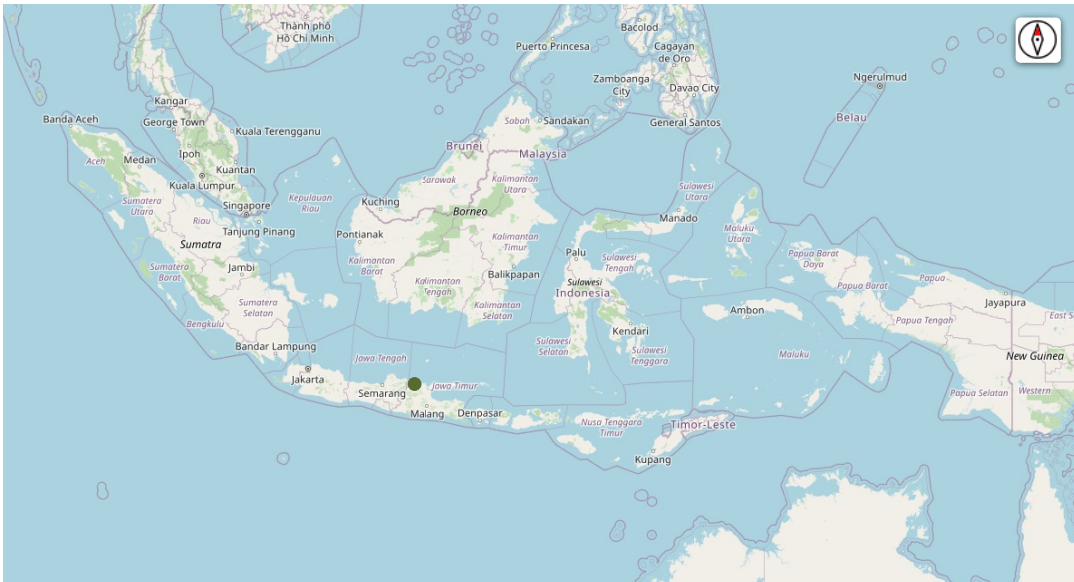 Thành phố
Hồ Chí Minh
Bacolod
Puerto Princesa
Cagayan
de Oro
Zamboanga
City
Davao City
Ngerulmud
Kangar
Banda Aceh
George Town
Kuala Terengganu
Sabah
Sandakan
General Santos
Belau
Ipoh
Brunei
Malaysia
Aceh
Medan
Kuantan
Kuala Lumpur
Sarawak
Kalimantan
Utara
Sulawesi
Utara
Sumatera
Utara
Riau
Singapore
Kepulauan
Riau
Kuching
Borneo
Manado
Maluku
Utara
Tanjung Pinang
Pontianak
Sumatra
Kalimantan
Timur
Palu
Papua Barat
Daya
Sumatera
Barat
Jambi
Kalimantan
Barat
Balikpapan
Sulawesi
Tengah
Sulawesi
Indonesia
Papua
Papua Barat
Kalimantan
Tengah
Sumatera
Selatan
Kalimantan
Selatan
Jayapura
Bengkulu
Ambon
Papua Tengah
East S
Kendari
Bandar Lampung
Jawa Tengah
Sulawesi
Selatan
Sulawesi
Tenggara
Maluku
New Guinea
Jakarta
Semarang
Jawa Timur
Papua Selatan
Western
Malang
Denpasar
Nusa Tenggara
Timur
Timor-Leste
Kupang